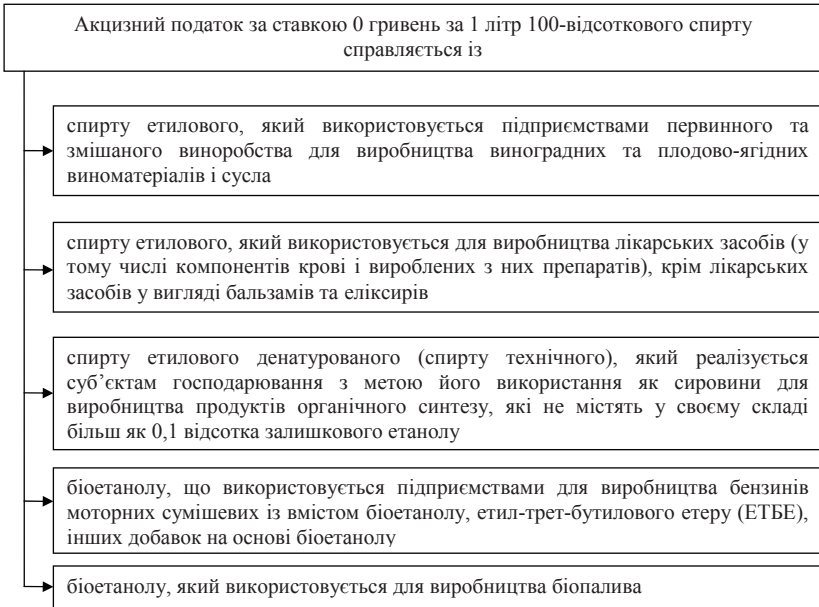 Акцизний податок за ставкою 0 гривень за 1 літр 100-відсоткового спирту
справляється із
спирту етилового, який використовується підприємствами первинного та
змішаного виноробства для виробництва виноградних та плодово-ягідних
виноматеріалів і сусла
спирту етилового, який використовується для виробництва лікарських засобів (у
тому числі компонентів крові і вироблених з них препаратів), крім лікарських
засобів у вигляді бальзамів та еліксирів
спирту етилового денатурованого (спирту технічного), який реалізується
суб’єктам господарювання з метою його використання як сировини для
виробництва продуктів органічного синтезу, які не містять у своєму складі
більш як 0,1 відсотка залишкового етанолу
біоетанолу, що використовується підприємствами для виробництва бензинів
моторних сумішевих із вмістом біоетанолу, етил-трет-бутилового етеру (ЕТБЕ),
інших добавок на основі біоетанолу
біоетанолу, який використовується для виробництва біопалива